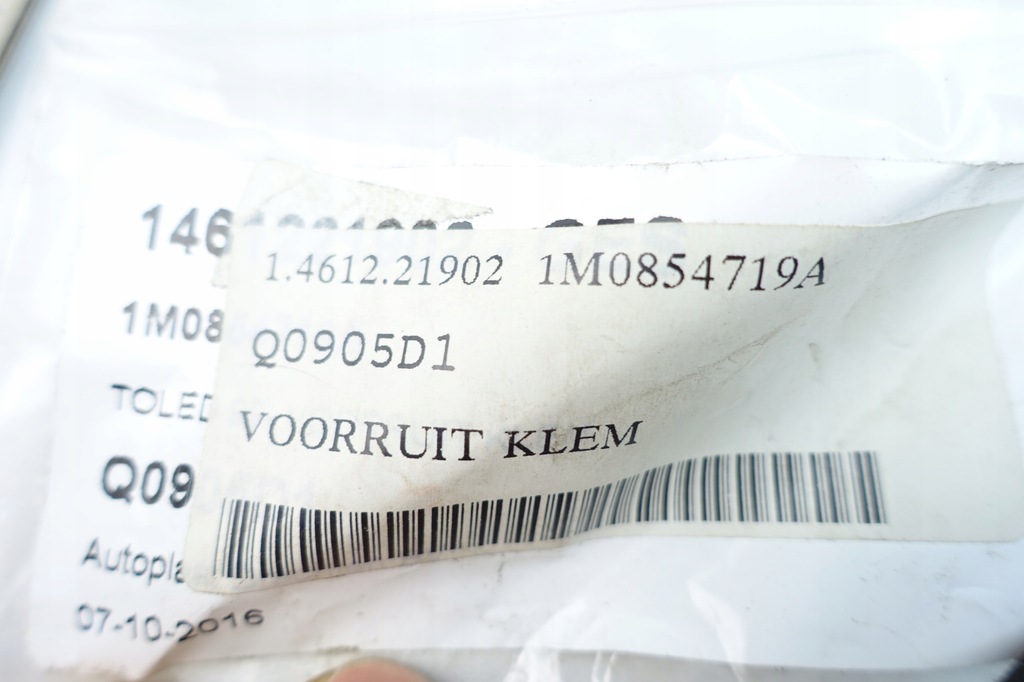 146
1.4612.21902 1M0854719A
1M08
Q0905D1
TOLED
VOORRUIT KLEM
Q09
Autopla
07-10-2016